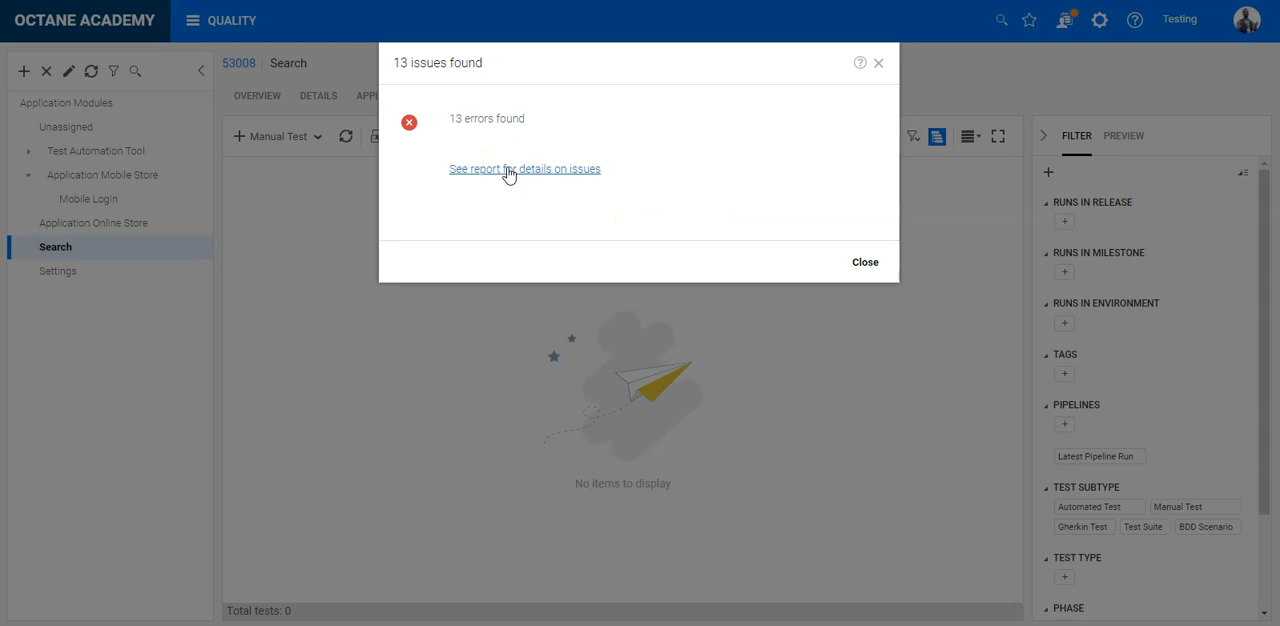 OCTANE ACADEMY
QUALITY
Testing
Application Modules
Unassigned
Test Automation Tool
Application Mobile Store
Mobile Login
Application Online Store
Search
Settings
53008 Search
OVERVIEW DETAILS APPL
Manual Test
13 issues found
13 errors found
See report for details on issues
Close
No items to display
Total tests: 0
FILTER PREVIEW
RUNS IN RELEASE
RUNS IN MILESTONE
RUNS IN ENVIRONMENT
TAGS
PIPELINES
Latest Pipeline Run
TEST SUBTYPE
Automated Test Manual Test
Gherkin Test Test Suite BDD Scenario
TEST TYPE
PHASE